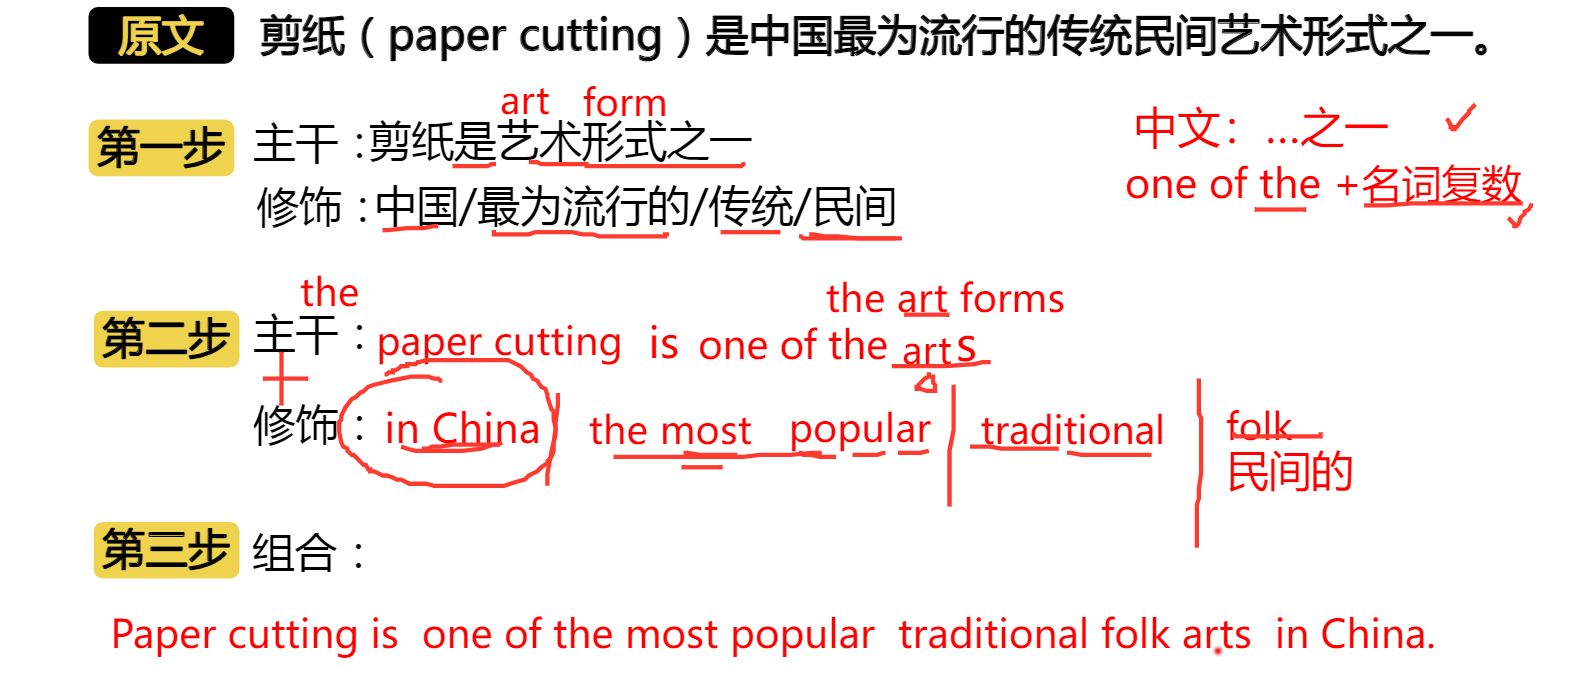 原文 剪纸（paper cutting）是中国最为流行的传统民间艺术形式之一。
art form
第一步 主干：剪纸是艺术形式之一
中文：...之一
one of the +名词复数
修饰：中国/最为流行的/传统/民间
the
the art forms
第二步 主干：paper cutting is one of the arts
修饰：in China the most popular traditional folk
民间的
第三步 组合：
Paper cutting is one of the most popular traditional folk arts in China.